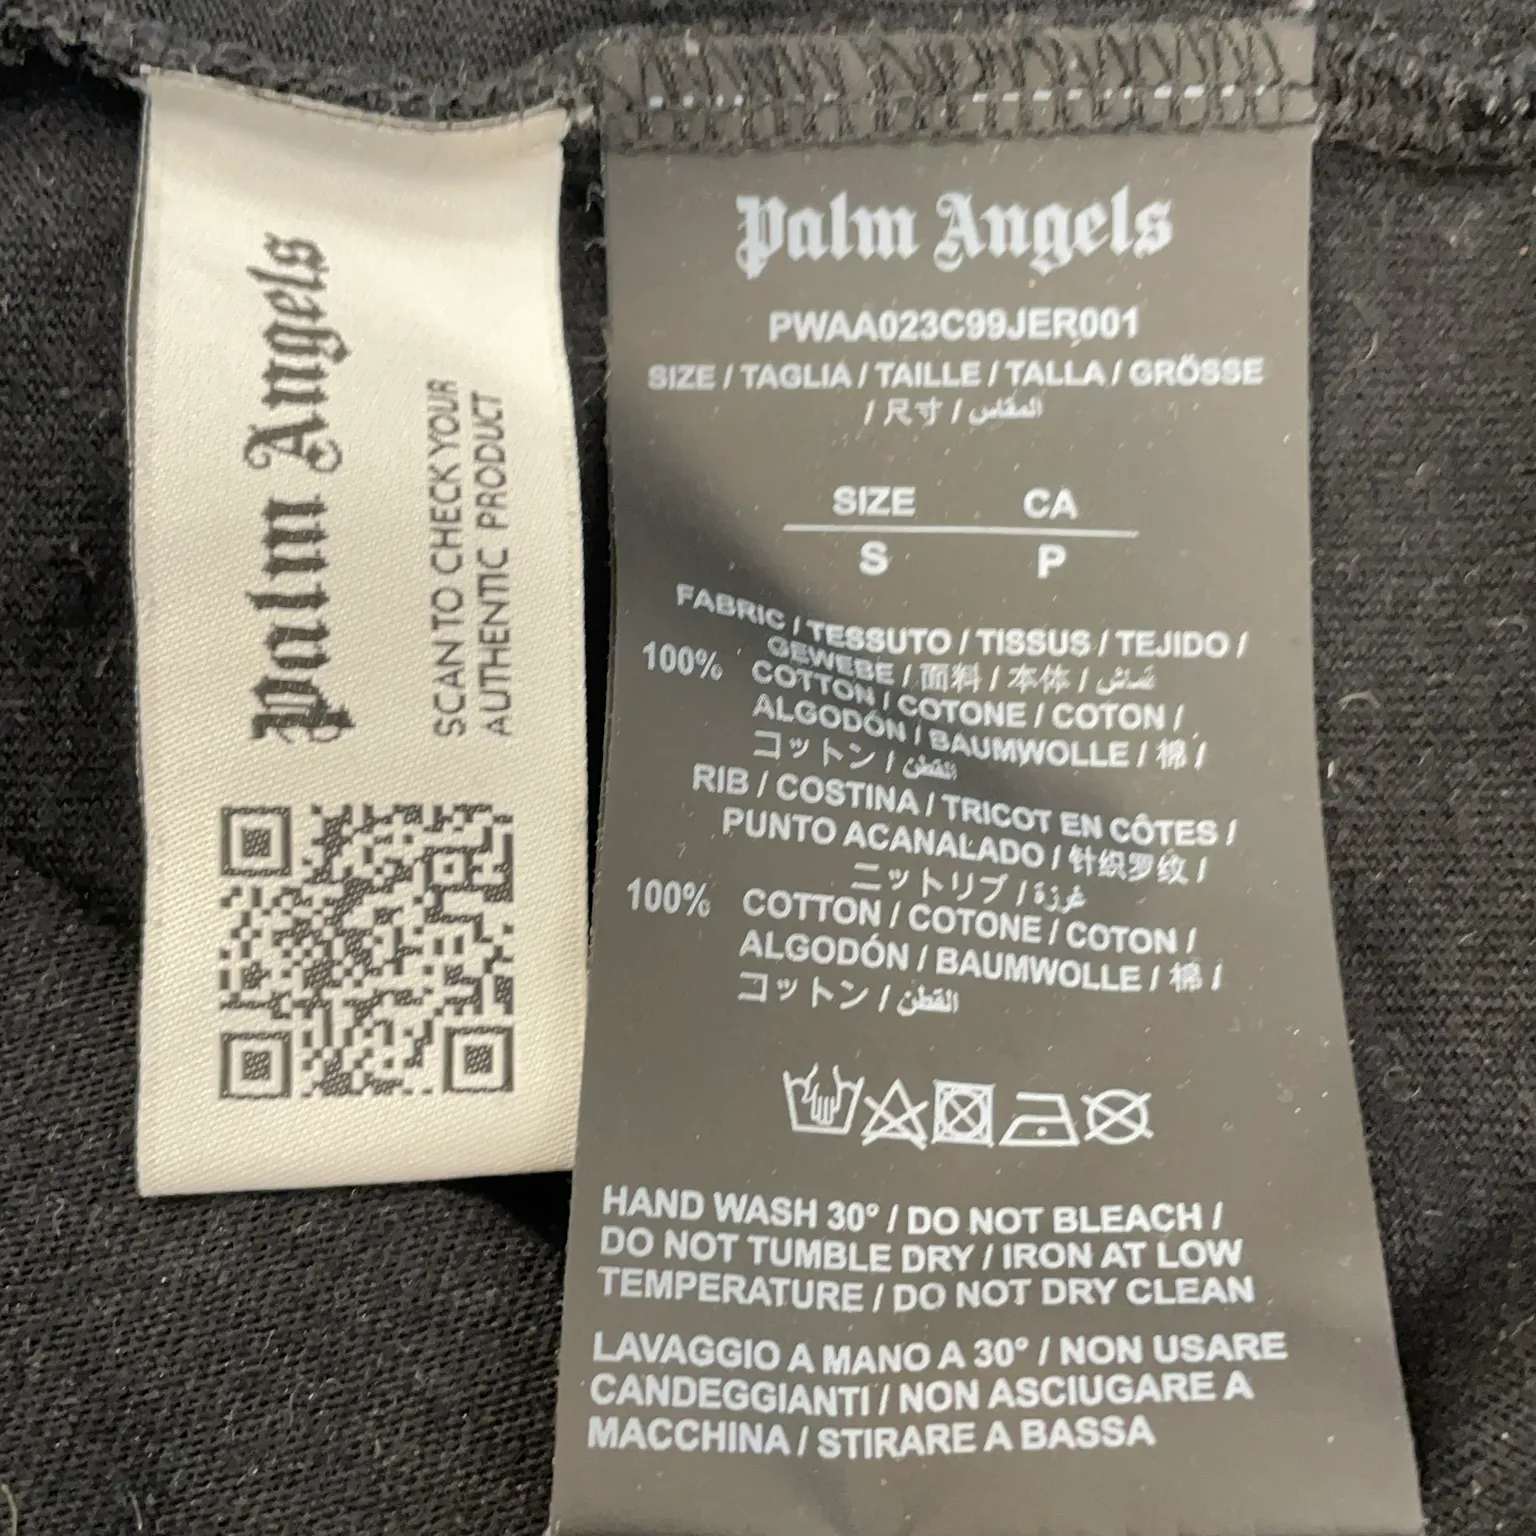 Palm Angels
SCAN TO CHECK YOUR
AUTHENTIC PRODUCT
Palm Angels
PWAA023C99JER001
SIZE / TAGLIA / TAILLE / TALLA / GRÖSSE
/ 尺寸 / المقاس
SIZE CA
S P
FABRIC / TESSUTO / TISSUS / TEJIDO /
GEWEBE / 面料 / 本体 / شاش
100% COTTON / COTONE / COTON /
ALGODÓN / BAUMWOLLE / 棉 /
コットン / القطن
RIB / COSTINA / TRICOT EN CÔTES /
PUNTO ACANALADO / 针织罗纹 /
ニットリブ / غرزة
100% COTTON / COTONE / COTON /
ALGODÓN / BAUMWOLLE / 棉 /
コットン / القطن
HAND WASH 30° / DO NOT BLEACH /
DO NOT TUMBLE DRY / IRON AT LOW
TEMPERATURE / DO NOT DRY CLEAN
LAVAGGIO A MANO A 30° / NON USARE
CANDEGGIANTI / NON ASCIUGARE A
MACCHINA / STIRARE A BASSA